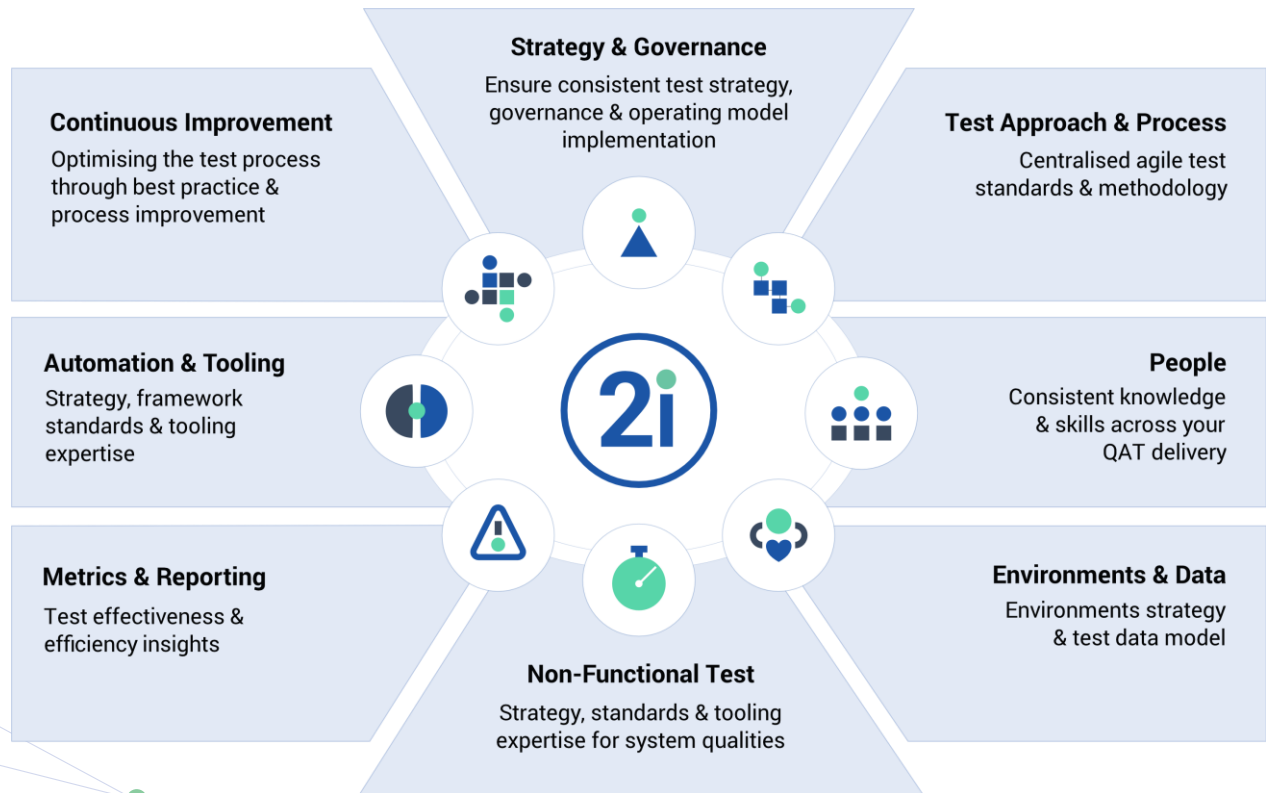 Strategy & Governance
Ensure consistent test strategy,
governance & operating model
implementation
Continuous Improvement
Optimising the test process
through best practice &
process improvement
Test Approach & Process
Centralised agile test
standards & methodology
Automation & Tooling
Strategy, framework
standards & tooling
expertise
2i
People
Consistent knowledge
& skills across your
QAT delivery
Metrics & Reporting
Test effectiveness &
efficiency insights
Environments & Data
Environments strategy
& test data model
Non-Functional Test
Strategy, standards & tooling
expertise for system qualities